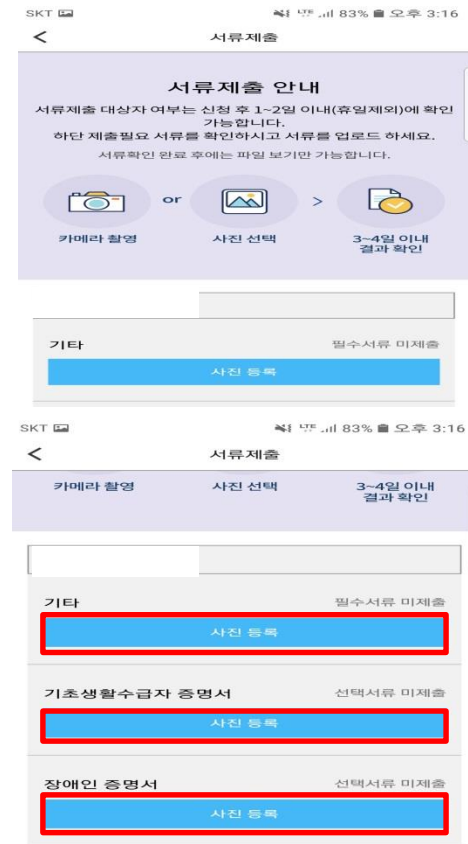 SKT LTE 83% 오후 3:16
< 서류제출
서류제출 안내
서류제출 대상자 여부는 신청 후 1~2일 이내(휴일제외)에 확인
가능합니다.
하단 제출필요 서류를 확인하시고 서류를 업로드 하세요.
서류확인 완료 후에는 파일 보기만 가능합니다.
or >
카메라 촬영 사진 선택 3~4일 이내
결과 확인
기타 필수서류 미제출
사진 등록
SKT LTE 83% 오후 3:16
< 서류제출
카메라 촬영 사진 선택 3~4일 이내
결과 확인
기타 필수서류 미제출
사진 등록
기초생활수급자 증명서 선택서류 미제출
사진 등록
장애인 증명서 선택서류 미제출
사진 등록